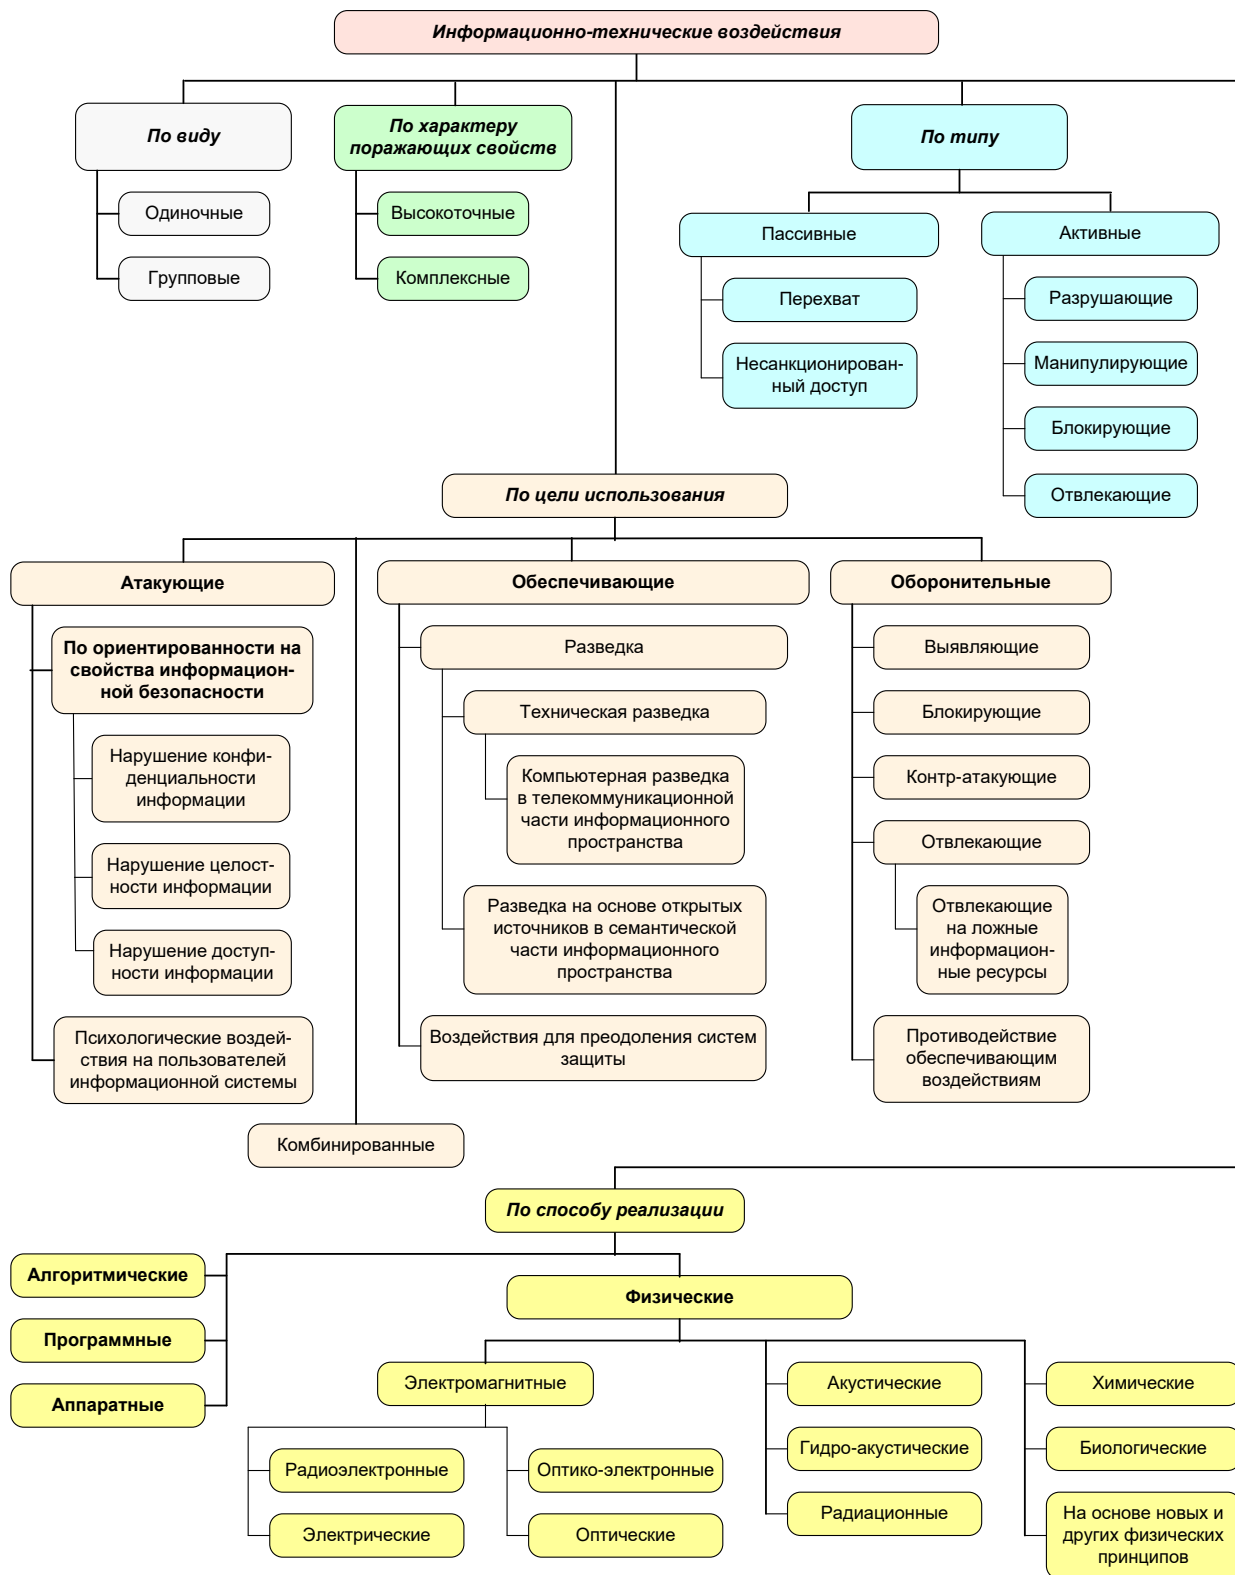 Информационно-технические воздействия
По виду
Одиночные
Групповые
По характеру
поражающих свойств
Высокоточные
Комплексные
По типу
Пассивные
Перехват
Несанкционирован-
ный доступ
Активные
Разрушающие
Манипулирующие
Блокирующие
Отвлекающие
По цели использования
Атакующие
По ориентированности на
свойства информацион-
ной безопасности
Нарушение конфи-
денциальности
информации
Нарушение целост-
ности информации
Нарушение доступ-
ности информации
Психологические воздей-
ствия на пользователей
информационной системы
Комбинированные
Обеспечивающие
Разведка
Техническая разведка
Компьютерная разведка
в телекоммуникационной
части информационного
пространства
Разведка на основе открытых
источников в семантической
части информационного
пространства
Воздействия для преодоления систем
защиты
Оборонительные
Выявляющие
Блокирующие
Контр-атакующие
Отвлекающие
Отвлекающие
на ложные
информацион-
ные ресурсы
Противодействие
обеспечивающим
воздействиям
По способу реализации
Алгоритмические
Программные
Аппаратные
Физические
Электромагнитные
Радиоэлектронные
Электрические
Оптико-электронные
Оптические
Акустические
Гидро-акустические
Радиационные
Химические
Биологические
На основе новых и
других физических
принципов